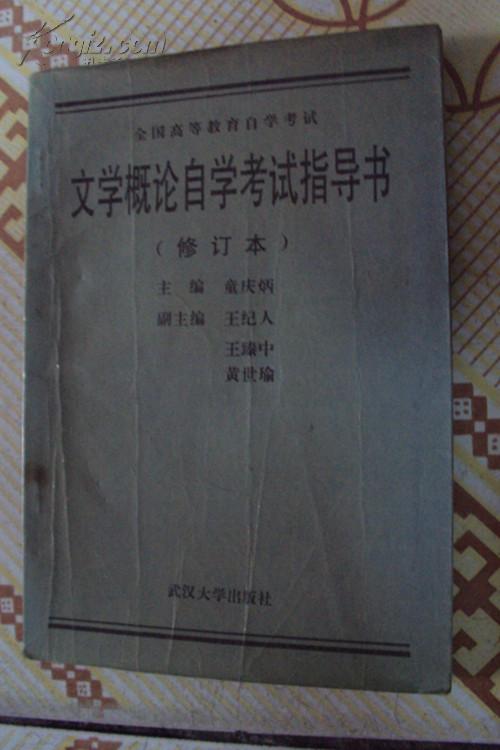 全国高等教育自学考试
文学概论自学考试指导书
（修订本）
主编 童庆炳
副主编 王纪人
王臻中
黄世瑜
武汉大学出版社